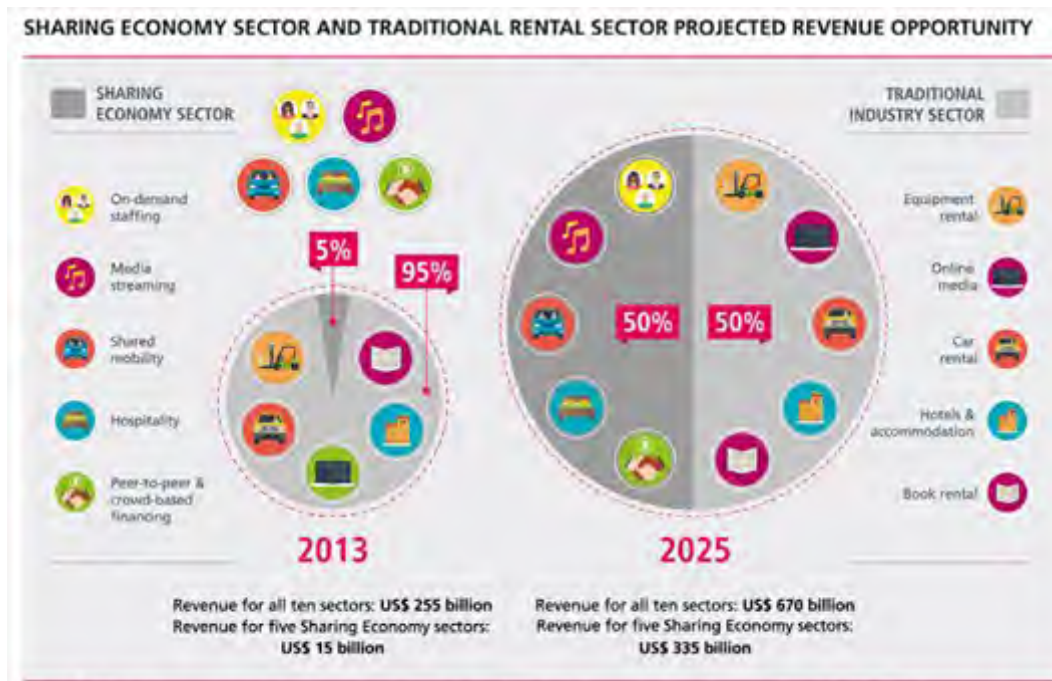 SHARING ECONOMY SECTOR AND TRADITIONAL RENTAL SECTOR PROJECTED REVENUE OPPORTUNITY
SHARING
ECONOMY SECTOR
TRADITIONAL
INDUSTRY SECTOR
On-demand
staffing
Media
streaming
Shared
mobility
Hospitality
Peer-to-peer &
crowd-based
financing
5%
95%
50%
50%
Equipment
rental
Online
media
Car
rental
Hotels &
accommodation
Book rental
2013
2025
Revenue for all ten sectors: US$ 255 billion
Revenue for five Sharing Economy sectors:
US$ 15 billion
Revenue for all ten sectors: US$ 670 billion
Revenue for five Sharing Economy sectors:
US$ 335 billion